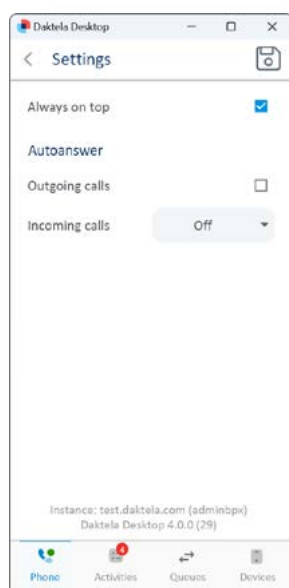 Daktela Desktop
Settings
Always on top
Autoanswer
Outgoing calls
Incoming calls Off
Instance: test.daktela.com (adminbpx)
Daktela Desktop 4.0.0 (29)
4
Phone Activities Queues Devices